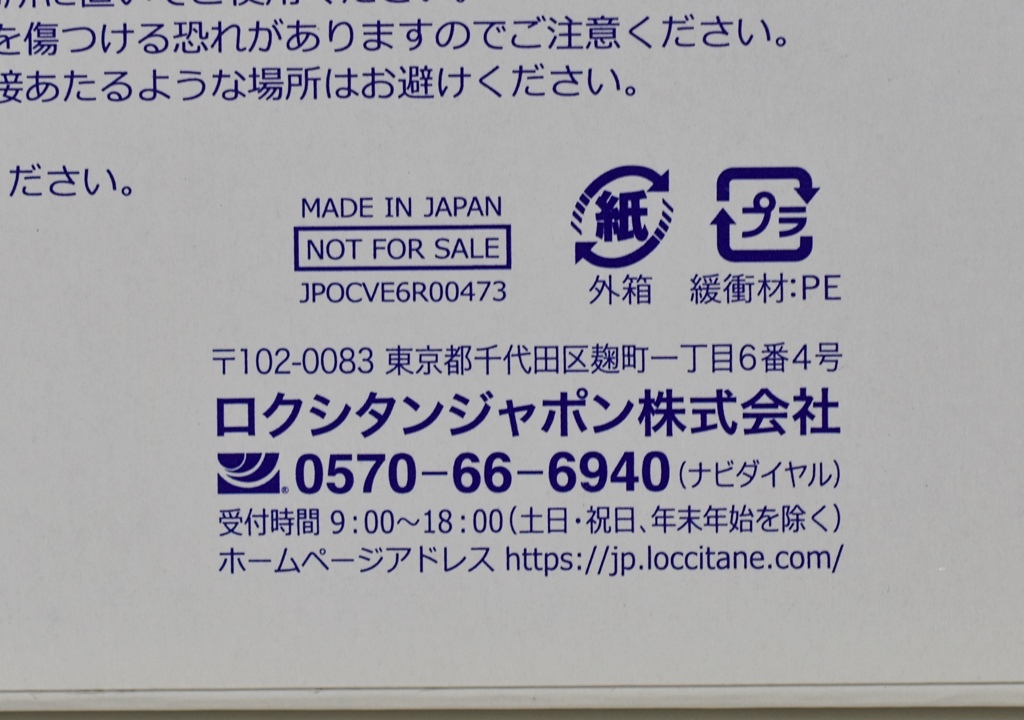 を傷つける恐れがありますのでご注意ください。
接あたるような場所はお避けください。
ださい。
MADE IN JAPAN
NOT FOR SALE
JPOCVE6R00473
紙
外箱
プラ
緩衝材:PE
〒102-0083 東京都千代田区麹町一丁目6番4号
ロクシタンジャポン株式会社
0570-66-6940(ナビダイヤル)
受付時間 9:00〜18:00(土日・祝日、年末年始を除く)
ホームページアドレス https://jp.loccitane.com/